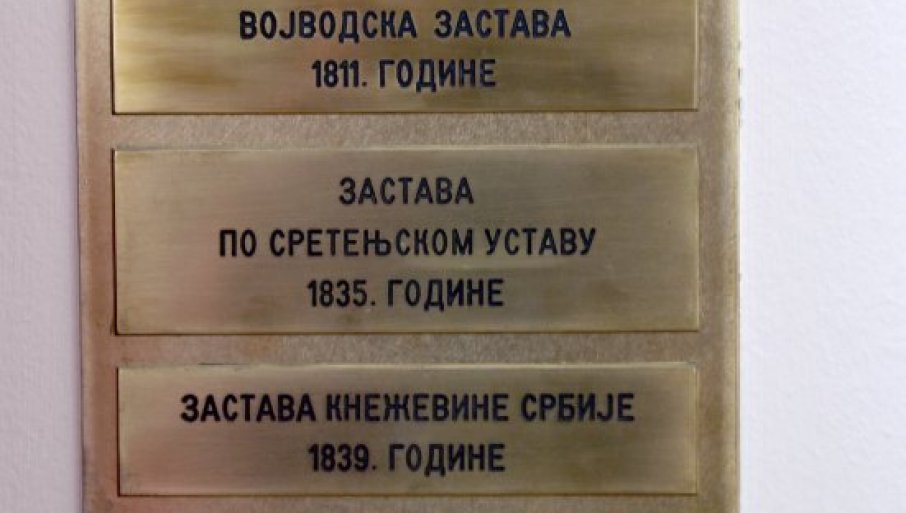 ВОЈВОДСКА ЗАСТАВА
1811. ГОДИНЕ
ЗАСТАВА
ПО СРЕТЕЊСКОМ УСТАВУ
1835. ГОДИНЕ
ЗАСТАВА КНЕЖЕВИНЕ СРБИЈЕ
1839. ГОДИНЕ